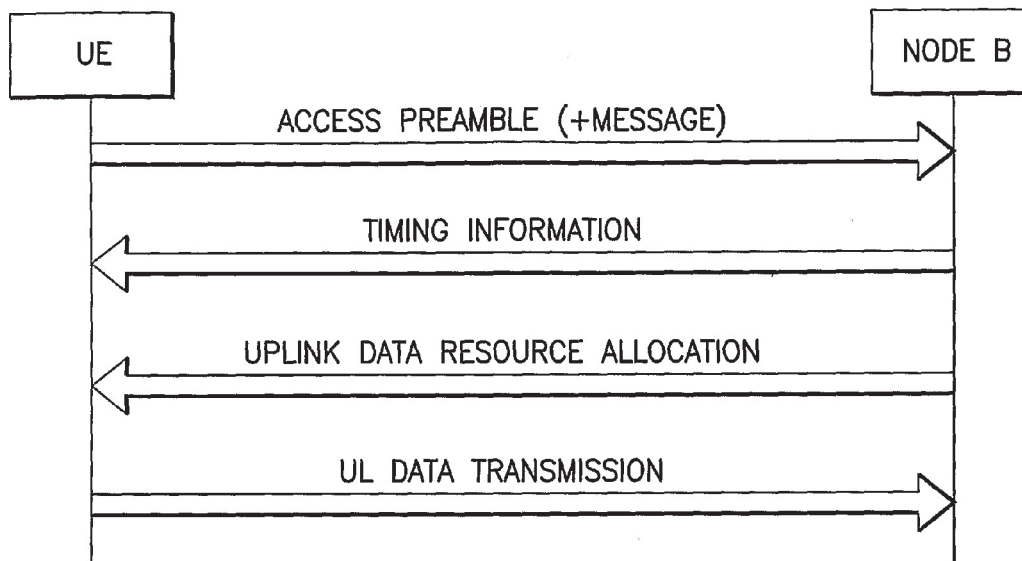 UE
NODE B
ACCESS PREAMBLE (+MESSAGE)
TIMING INFORMATION
UPLINK DATA RESOURCE ALLOCATION
UL DATA TRANSMISSION